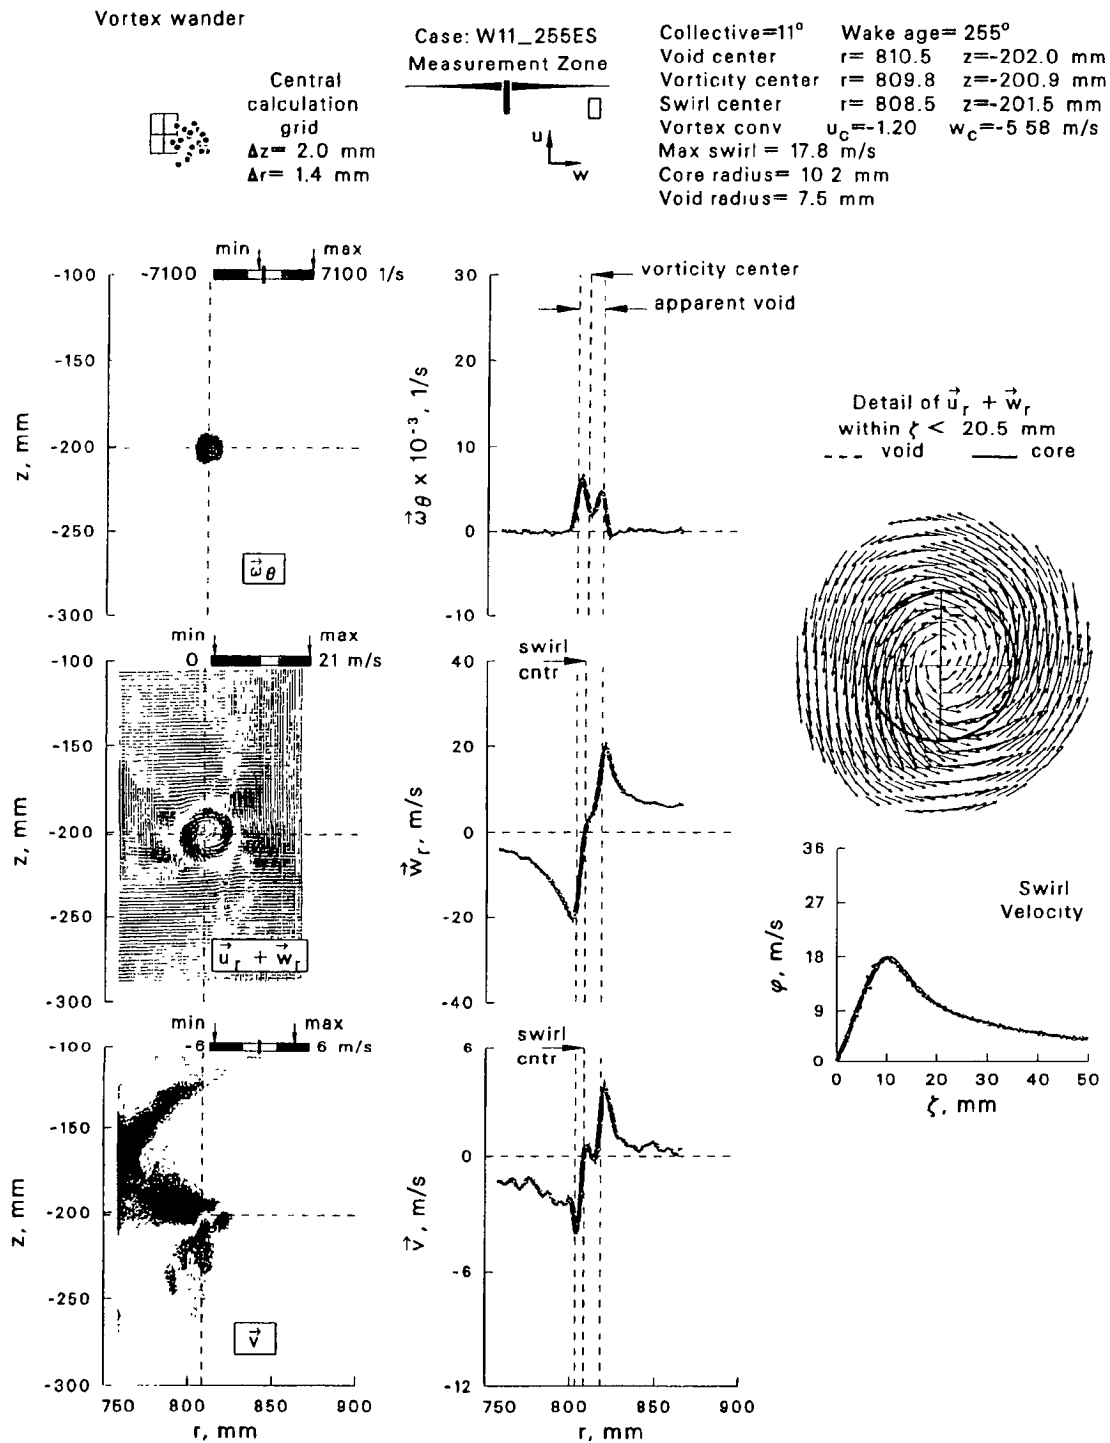 Vortex wander
Central
calculation
grid
Δz= 2.0 mm
Δr= 1.4 mm
Case: W11_255ES
Measurement Zone
u
w
Collective=11° Wake age= 255°
Void center r= 810.5 z=-202.0 mm
Vorticity center r= 809.8 z=-200.9 mm
Swirl center r= 808.5 z=-201.5 mm
Vortex conv u_c=-1.20 w_c=-5 58 m/s
Max swirl = 17.8 m/s
Core radius= 10 2 mm
Void radius= 7.5 mm
min max
-7100 7100 1/s
-100
-150
-200
-250
-300
z, mm
ω⃗θ
30
20
10
0
-10
ω⃗θ x 10⁻³, 1/s
vorticity center
apparent void
min max
0 21 m/s
-100
-150
-200
-250
-300
z, mm
u⃗r + w⃗r
swirl
cntr
40
20
0
-20
-40
w⃗r, m/s
Detail of u⃗r + w⃗r
within ζ < 20.5 mm
--- void — core
Swirl
Velocity
36
27
18
9
0
φ, m/s
0 10 20 30 40 50
ζ, mm
min max
-6 6 m/s
-100
-150
-200
-250
-300
z, mm
v⃗
750 800 850 900
r, mm
swirl
cntr
6
0
-6
-12
v⃗, m/s
750 800 850 900
r, mm